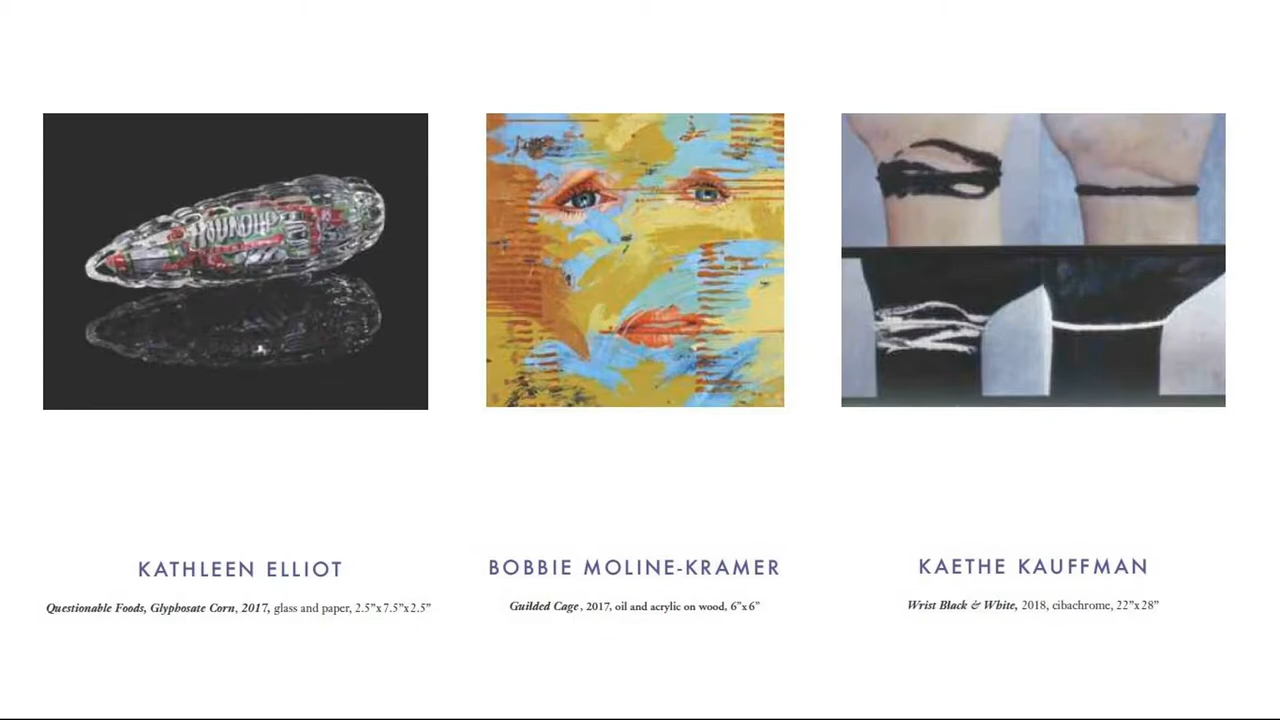 ROUNDUP
KATHLEEN ELLIOT
Questionable Foods, Glyphosate Corn, 2017, glass and paper, 2.5”x7.5”x2.5”
BOBBIE MOLINE-KRAMER
Guilded Cage, 2017, oil and acrylic on wood, 6”x6”
KAETHE KAUFFMAN
Wrist Black & White, 2018, cibachrome, 22”x28”